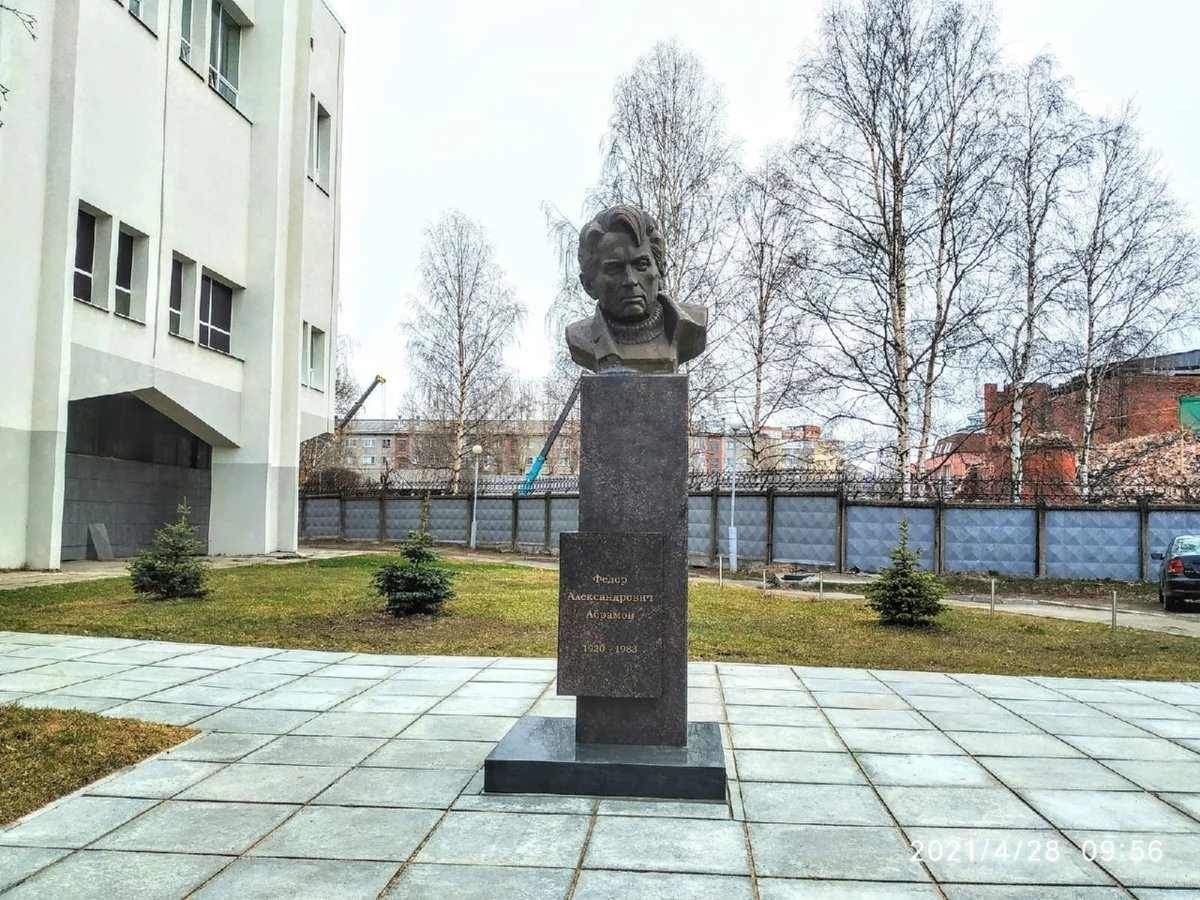 Федор
Александрович
Абрамов
1920 - 1983
2021/4/28 09:56